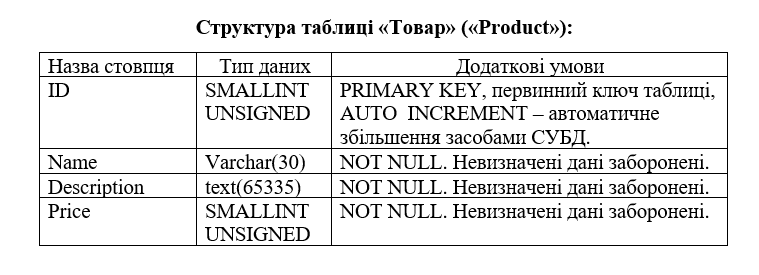 Структура таблиці «Товар» («Product»):
Назва стовпця Тип даних Додаткові умови
ID SMALLINT UNSIGNED PRIMARY KEY, первинний ключ таблиці,
AUTO INCREMENT – автоматичне
збільшення засобами СУБД.
Name Varchar(30) NOT NULL. Невизначені дані заборонені.
Description text(65335) NOT NULL. Невизначені дані заборонені.
Price SMALLINT UNSIGNED NOT NULL. Невизначені дані заборонені.